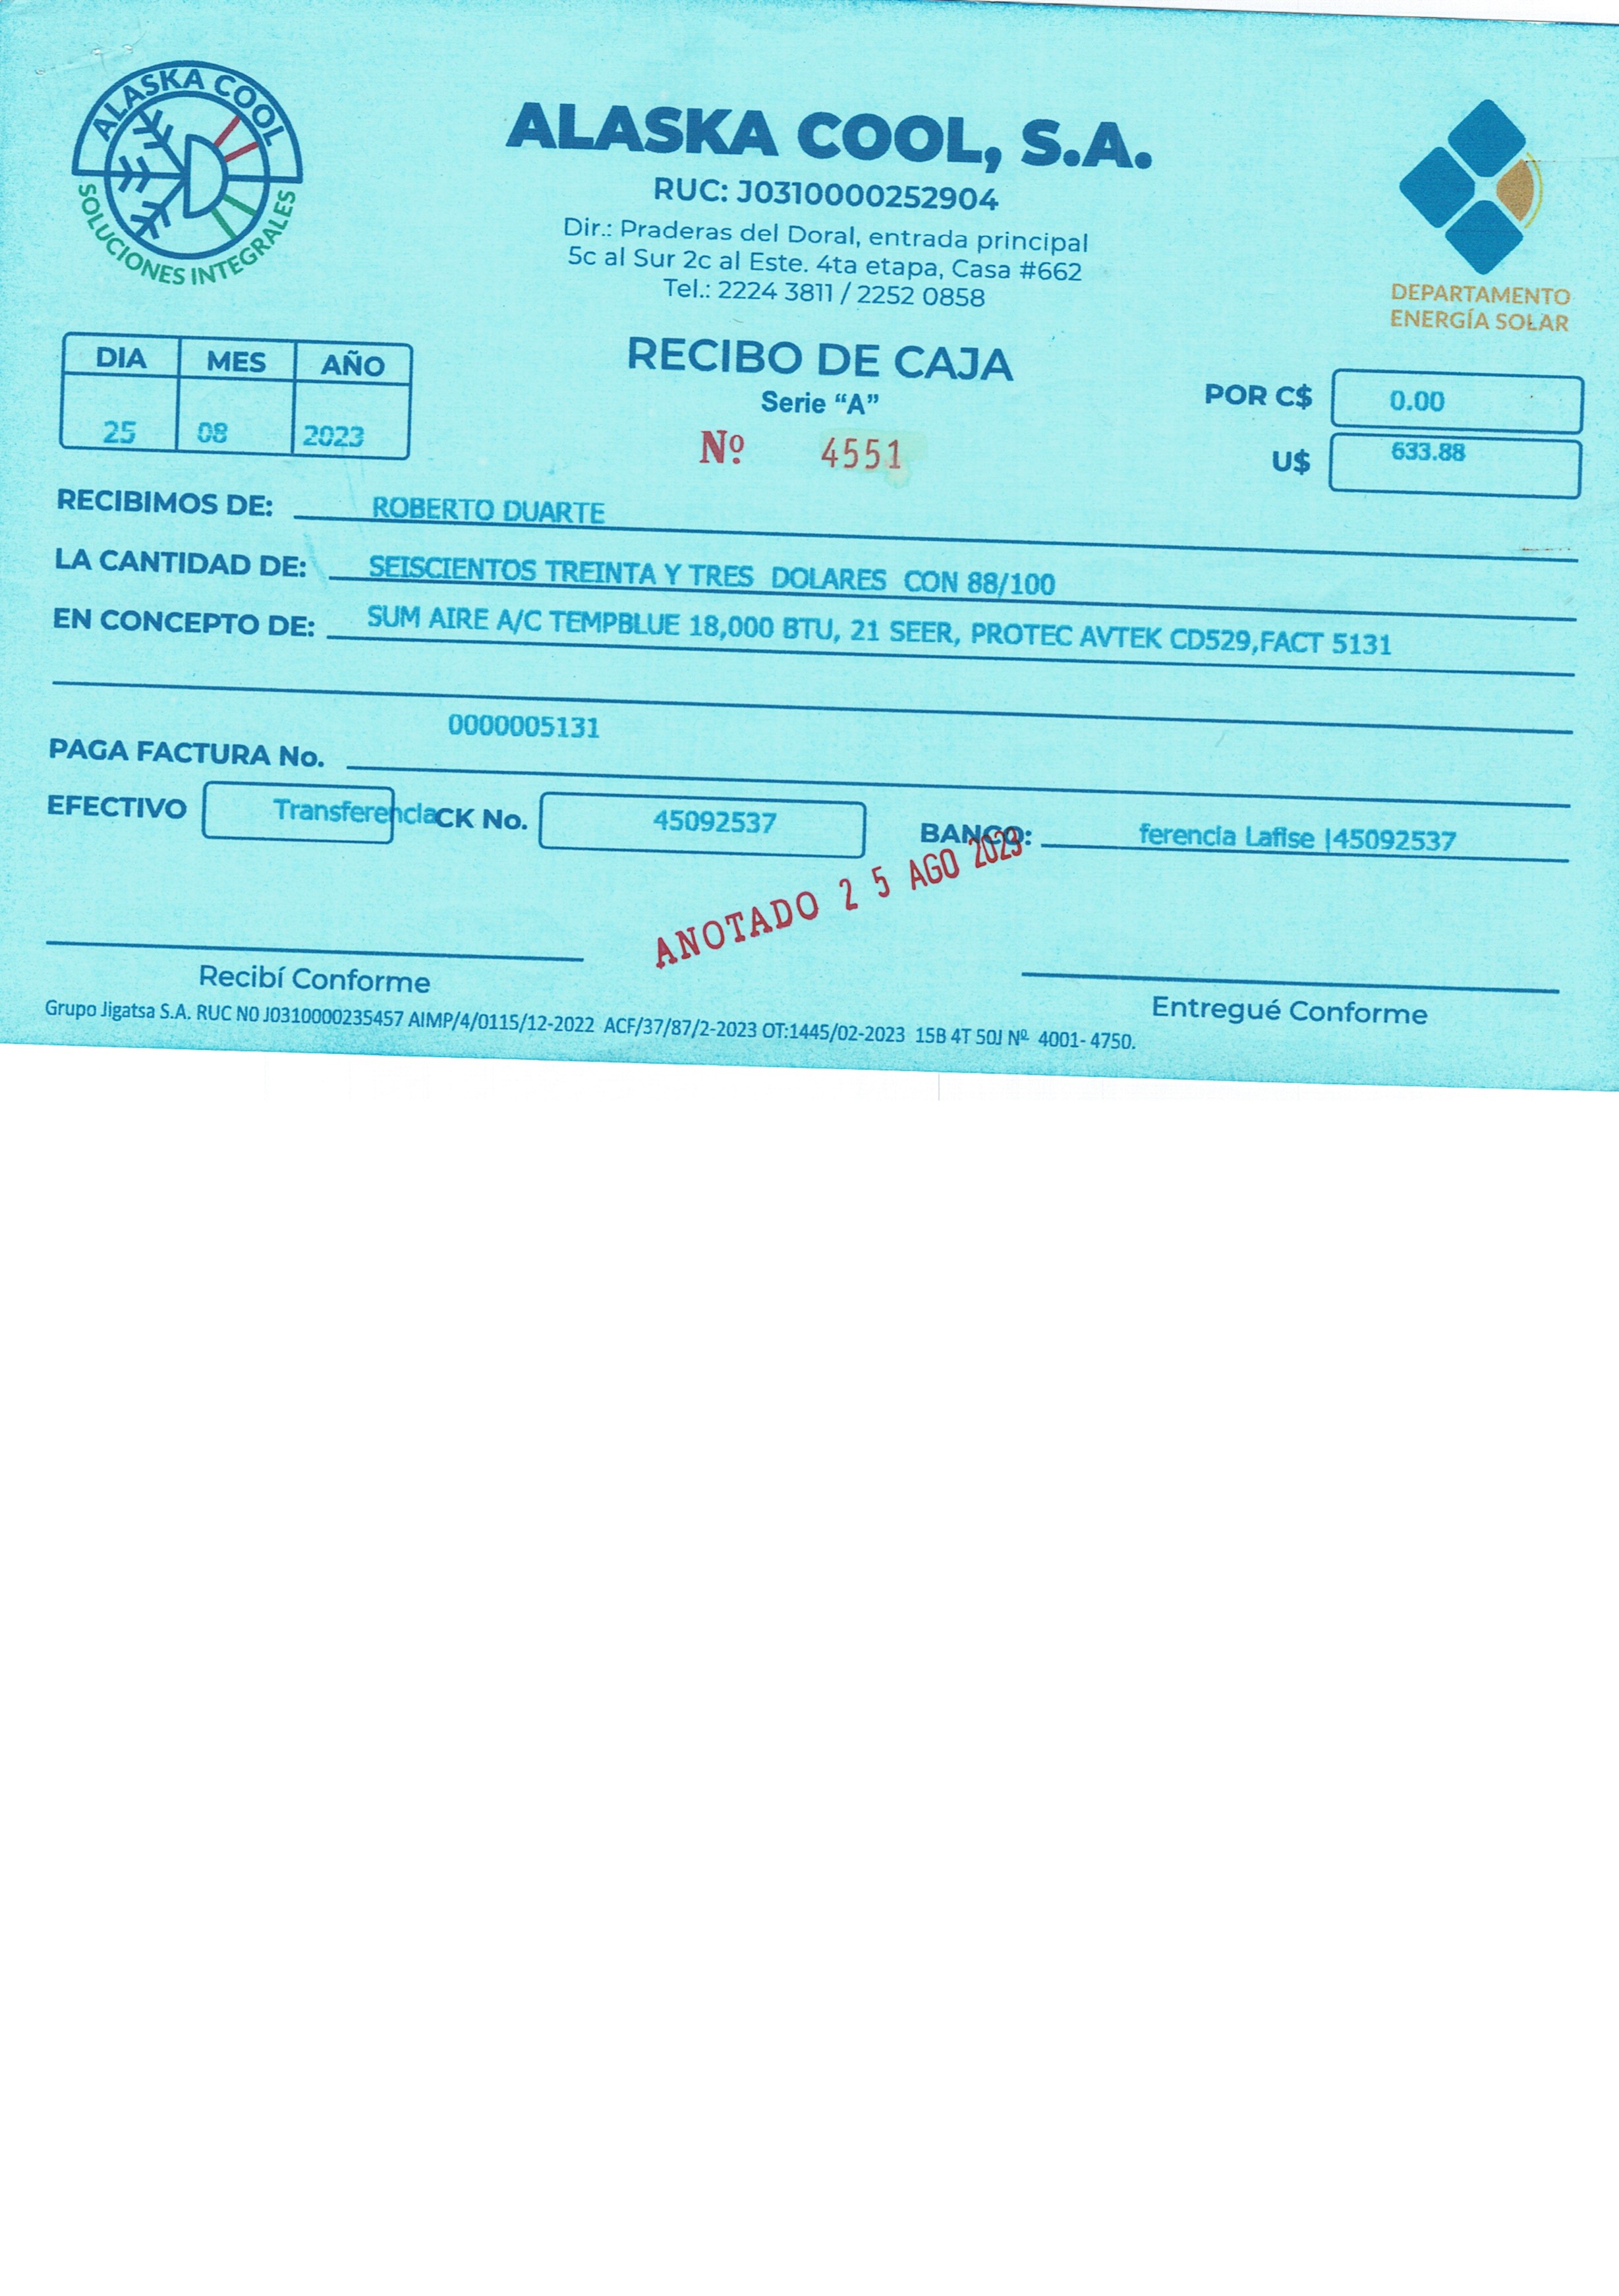 ALASKA COOL
SOLUCIONES INTEGRALES
ALASKA COOL, S.A.
RUC: J0310000252904
Dir.: Praderas del Doral, entrada principal
5c al Sur 2c al Este. 4ta etapa, Casa #662
Tel.: 2224 3811 / 2252 0858
DEPARTAMENTO
ENERGÍA SOLAR
DIA MES AÑO
25 08 2023
RECIBO DE CAJA
Serie “A”
Nº 4551
POR C$ 0.00
U$ 633.88
RECIBIMOS DE: ROBERTO DUARTE
LA CANTIDAD DE: SEISCIENTOS TREINTA Y TRES DOLARES CON 88/100
EN CONCEPTO DE: SUM AIRE A/C TEMPBLUE 18,000 BTU, 21 SEER, PROTEC AVTEK CD529,FACT 5131
PAGA FACTURA No. 0000005131
EFECTIVO Transferencia CK No. 45092537 BANCO: ferencia Lafise |45092537
ANOTADO 25 AGO 2023
Recibí Conforme
Entregué Conforme
Grupo Jigatsa S.A. RUC N0 J0310000235457 AIMP/4/0115/12-2022 ACF/37/87/2-2023 OT:1445/02-2023 15B 4T 50J Nº 4001- 4750.